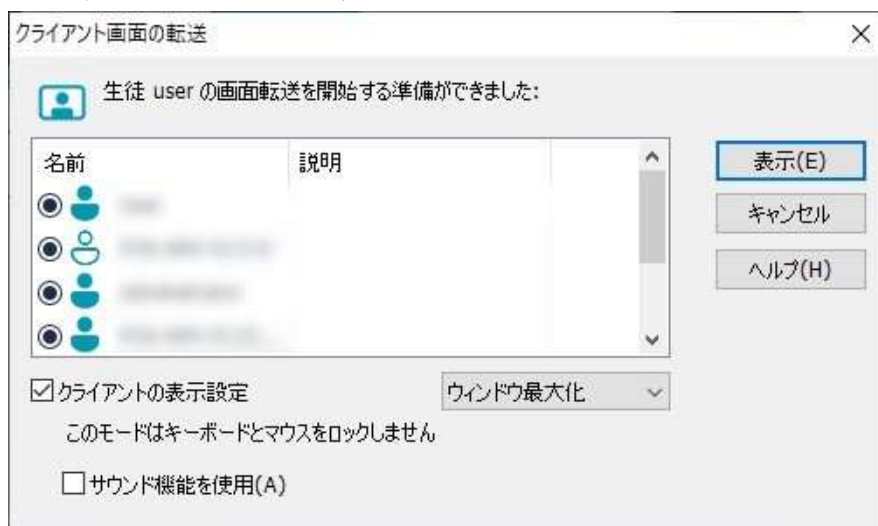 クライアント画面の転送
生徒 user の画面転送を開始する準備ができました:
名前 説明
表示(E)
キャンセル
ヘルプ(H)
クライアントの表示設定 ウィンドウ最大化
このモードはキーボードとマウスをロックしません
サウンド機能を使用(A)